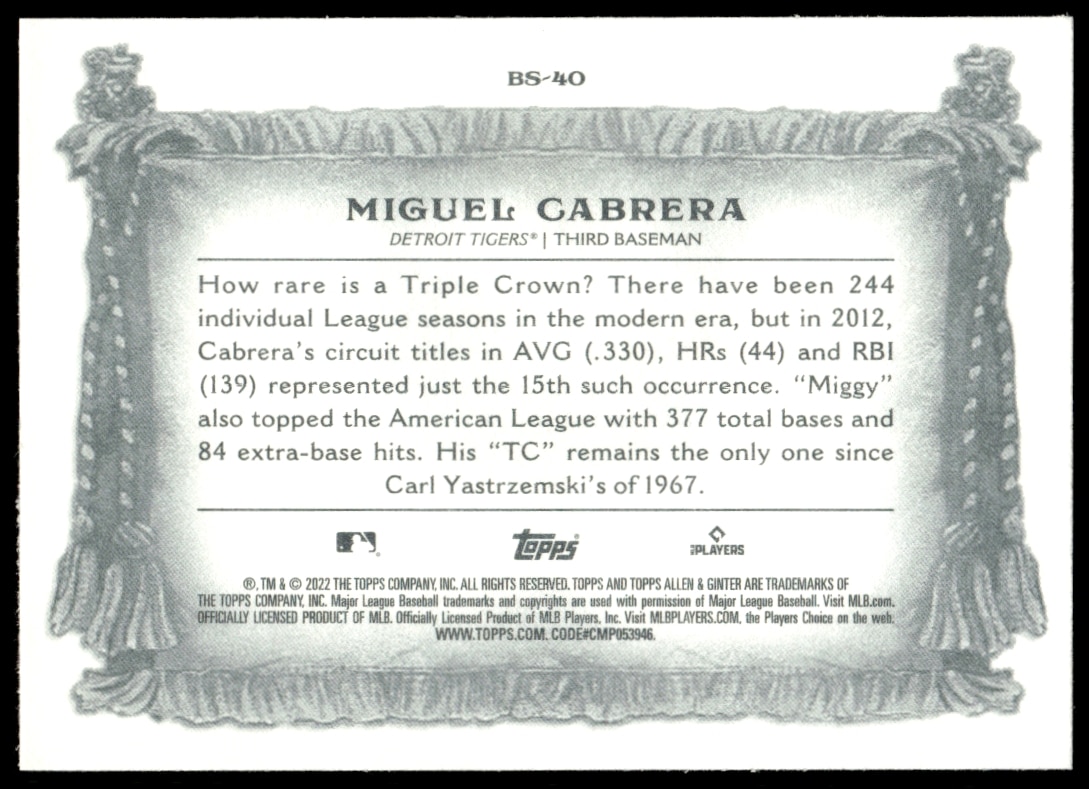 BS-40
MIGUEL CABRERA
DETROIT TIGERS® | THIRD BASEMAN
How rare is a Triple Crown? There have been 244
individual League seasons in the modern era, but in 2012,
Cabrera's circuit titles in AVG (.330), HRs (44) and RBI
(139) represented just the 15th such occurrence. “Miggy”
also topped the American League with 377 total bases and
84 extra-base hits. His “TC” remains the only one since
Carl Yastrzemski's of 1967.
Topps® PLAYERS
®, TM & © 2022 THE TOPPS COMPANY, INC. ALL RIGHTS RESERVED. TOPPS AND TOPPS ALLEN & GINTER ARE TRADEMARKS OF
THE TOPPS COMPANY, INC. Major League Baseball trademarks and copyrights are used with permission of Major League Baseball. Visit MLB.com.
OFFICIALLY LICENSED PRODUCT OF MLB. Officially Licensed Product of MLB Players, Inc. Visit MLBPLAYERS.COM, the Players Choice on the web.
WWW.TOPPS.COM. CODE#CMP053946.